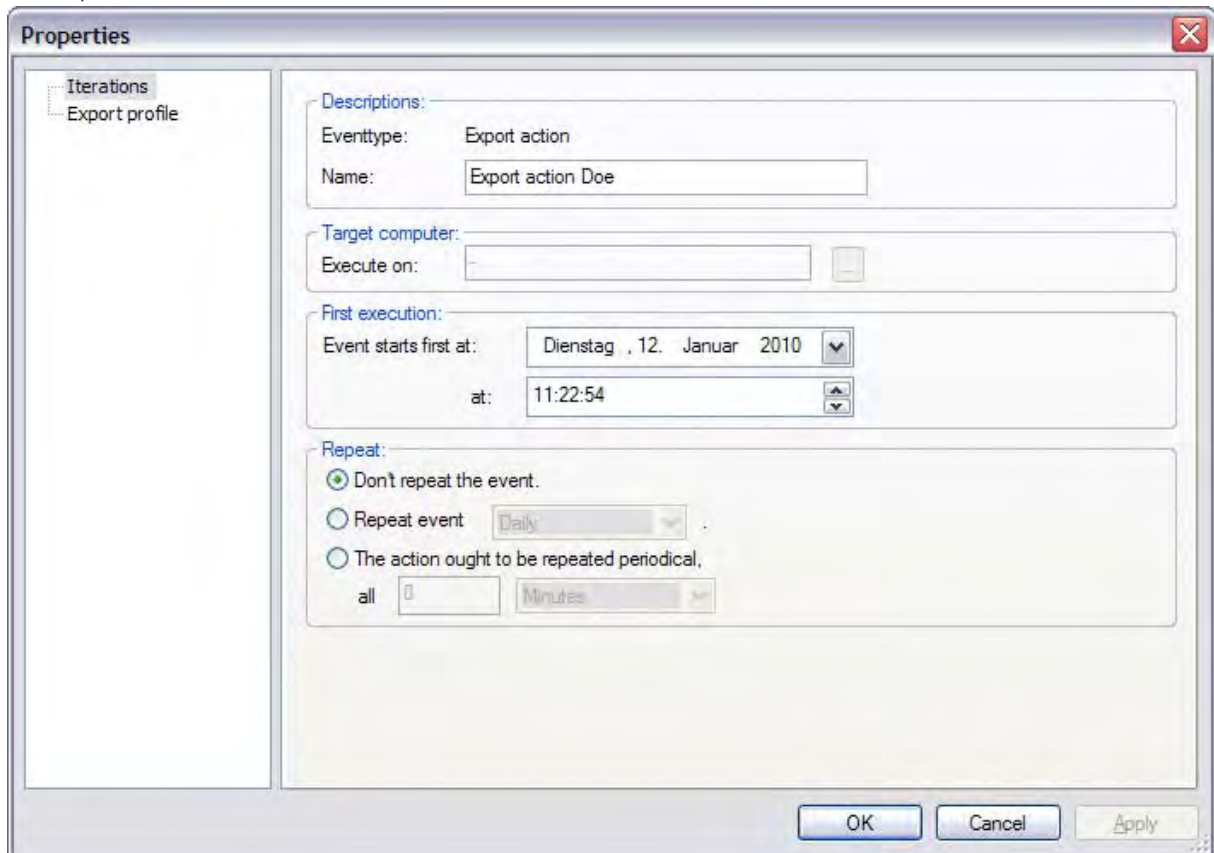 Properties
Iterations
Export profile
Descriptions:
Eventtype: Export action
Name: Export action Doe
Target computer:
Execute on: -
First execution:
Event starts first at: Dienstag , 12. Januar 2010
at: 11:22:54
Repeat:
Don't repeat the event.
Repeat event Daily .
The action ought to be repeated periodical,
all 0 Minutes
OK Cancel Apply